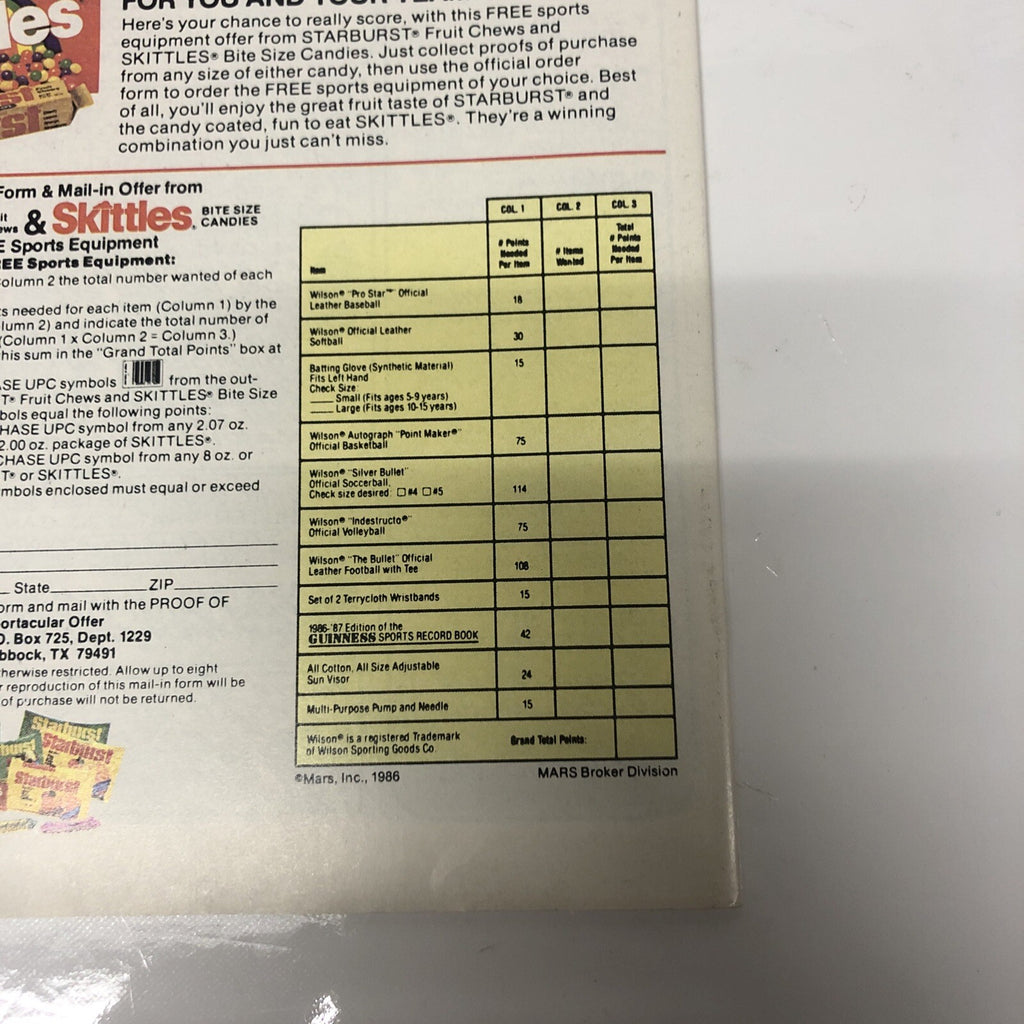 les
FOR YOU AND YOUR TEAM
Here's your chance to really score, with this FREE sports
equipment offer from STARBURST® Fruit Chews and
SKITTLES® Bite Size Candies. Just collect proofs of purchase
from any size of either candy, then use the official order
form to order the FREE sports equipment of your choice. Best
of all, you'll enjoy the great fruit taste of STARBURST® and
the candy coated, fun to eat SKITTLES®. They're a winning
combination you just can't miss.
Form & Mail-in Offer from
& Skittles® BITE SIZE
CANDIES
E Sports Equipment
EE Sports Equipment:
Column 2 the total number wanted of each
s needed for each item (Column 1) by the
lumn 2) and indicate the total number of
(Column 1 x Column 2 = Column 3.)
his sum in the "Grand Total Points" box at
SE UPC symbols from the out-
T® Fruit Chews and SKITTLES® Bite Size
bols equal the following points:
HASE UPC symbol from any 2.07 oz.
2.00 oz. package of SKITTLES®.
CHASE UPC symbol from any 8 oz. or
T® or SKITTLES®.
mbols enclosed must equal or exceed
State ZIP
orm and mail with the PROOF OF
ortacular Offer
O. Box 725, Dept. 1229
bbock, TX 79491
herwise restricted. Allow up to eight
r reproduction of this mail-in form will be
of purchase will not be returned.
Starburst
Starburst
Starburst
COL. 1 COL. 2 COL. 3
Item # Points Needed Per Item # Items Wanted Total # Points Needed Per Item
Wilson® "Pro Star™" Official
Leather Baseball 18
Wilson® Official Leather
Softball 30
Batting Glove (Synthetic Material) 15
Fits Left Hand
Check Size:
Small (Fits ages 5-9 years)
Large (Fits ages 10-15 years)
Wilson® Autograph "Point Maker®"
Official Basketball 75
Wilson® "Silver Bullet"
Official Soccerball.
Check size desired: □ #4 □ #5 114
Wilson® "Indestructo®"
Official Volleyball 75
Wilson® "The Bullet" Official
Leather Football with Tee 108
Set of 2 Terrycloth Wristbands 15
1986-'87 Edition of the
GUINNESS SPORTS RECORD BOOK 42
All Cotton, All Size Adjustable
Sun Visor 24
Multi-Purpose Pump and Needle 15
Wilson® is a registered Trademark
of Wilson Sporting Goods Co. Grand Total Points:
©Mars, Inc., 1986 MARS Broker Division